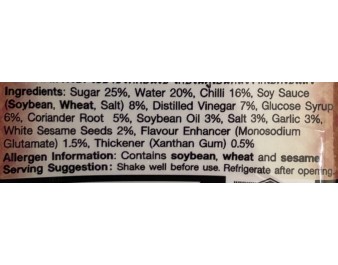 Ingredients: Sugar 25%, Water 20%, Chilli 16%, Soy Sauce
(Soybean, Wheat, Salt) 8%, Distilled Vinegar 7%, Glucose Syrup
6%, Coriander Root 5%, Soybean Oil 3%, Salt 3%, Garlic 3%,
White Sesame Seeds 2%, Flavour Enhancer (Monosodium
Glutamate) 1.5%, Thickener (Xanthan Gum) 0.5%
Allergen Information: Contains soybean, wheat and sesame
Serving Suggestion: Shake well before use. Refrigerate after opening.